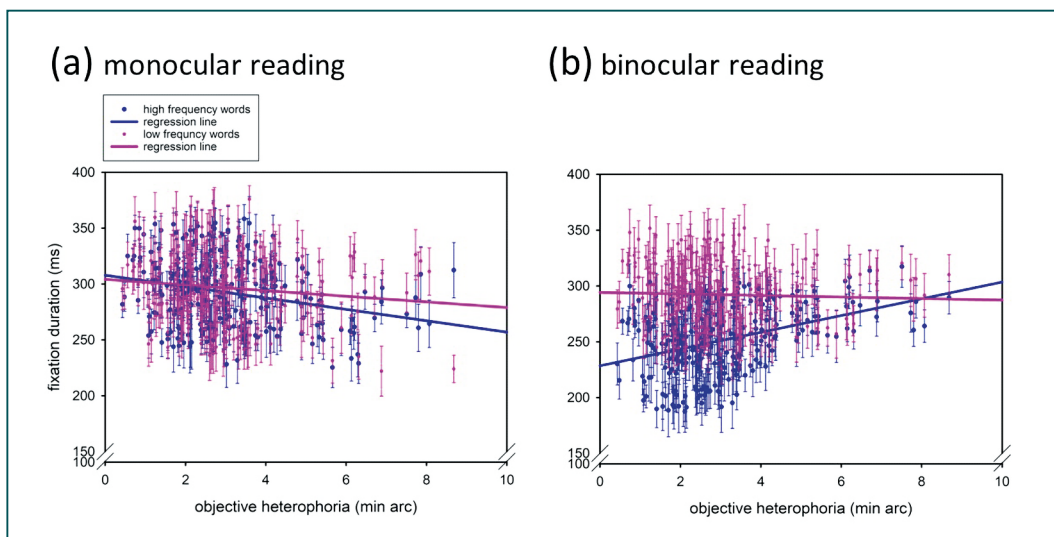 (a) monocular reading
high frequency words
regression line
low frequncy words
regression line
400
350
300
250
200
150
100
fixation duration (ms)
0 2 4 6 8 10
objective heterophoria (min arc)
(b) binocular reading
400
350
300
250
200
150
100
0 2 4 6 8 10
objective heterophoria (min arc)